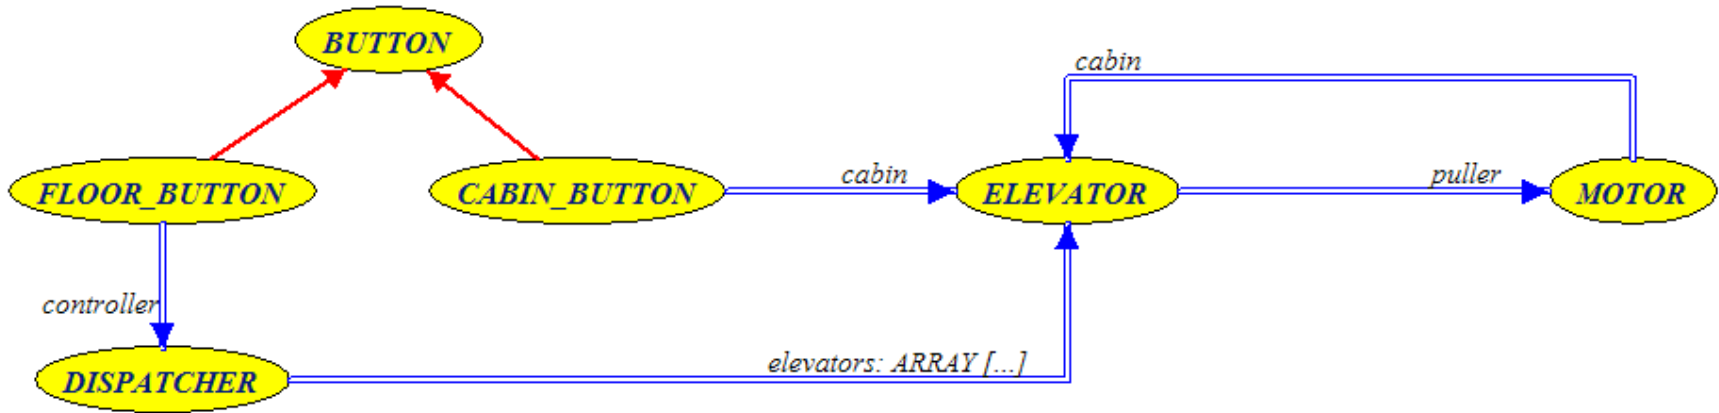 BUTTON
cabin
FLOOR_BUTTON
CABIN_BUTTON
cabin
ELEVATOR
puller
MOTOR
controller
elevators: ARRAY [...]
DISPATCHER